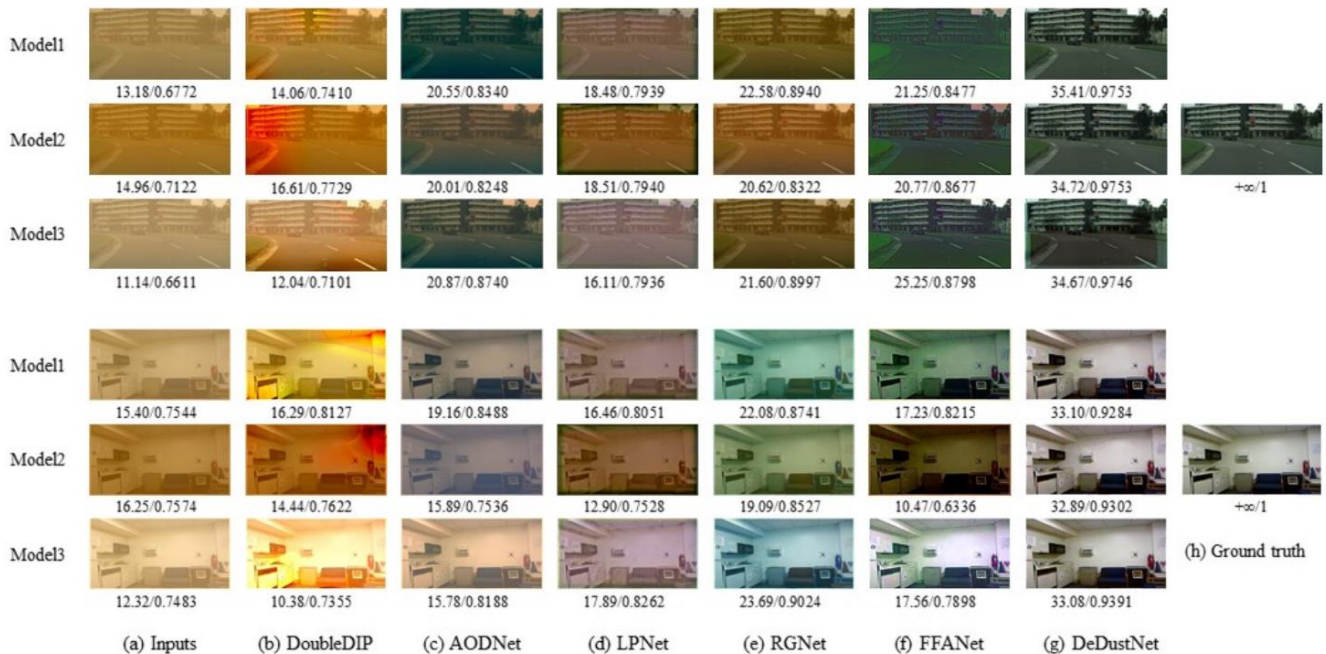 Model1
13.18/0.6772 14.06/0.7410 20.55/0.8340 18.48/0.7939 22.58/0.8940 21.25/0.8477 35.41/0.9753
Model2
14.96/0.7122 16.61/0.7729 20.01/0.8248 18.51/0.7940 20.62/0.8322 20.77/0.8677 34.72/0.9753 +∞/1
Model3
11.14/0.6611 12.04/0.7101 20.87/0.8740 16.11/0.7936 21.60/0.8997 25.25/0.8798 34.67/0.9746
Model1
15.40/0.7544 16.29/0.8127 19.16/0.8488 16.46/0.8051 22.08/0.8741 17.23/0.8215 33.10/0.9284
Model2
16.25/0.7574 14.44/0.7622 15.89/0.7536 12.90/0.7528 19.09/0.8527 10.47/0.6336 32.89/0.9302 +∞/1
Model3
(h) Ground truth
12.32/0.7483 10.38/0.7355 15.78/0.8188 17.89/0.8262 23.69/0.9024 17.56/0.7898 33.08/0.9391
(a) Inputs (b) DoubleDIP (c) AODNet (d) LPNet (e) RGNet (f) FFANet (g) DeDustNet